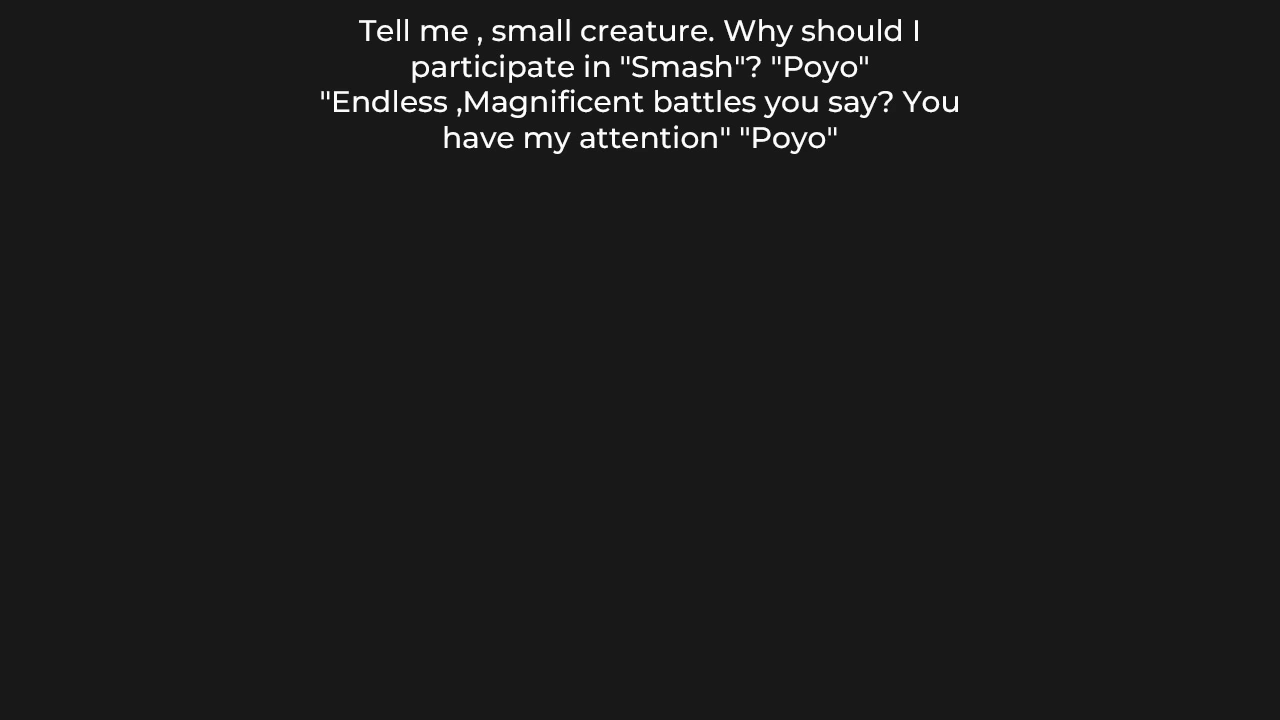 Tell me , small creature. Why should I
participate in "Smash"? "Poyo"
"Endless ,Magnificent battles you say? You
have my attention" "Poyo"